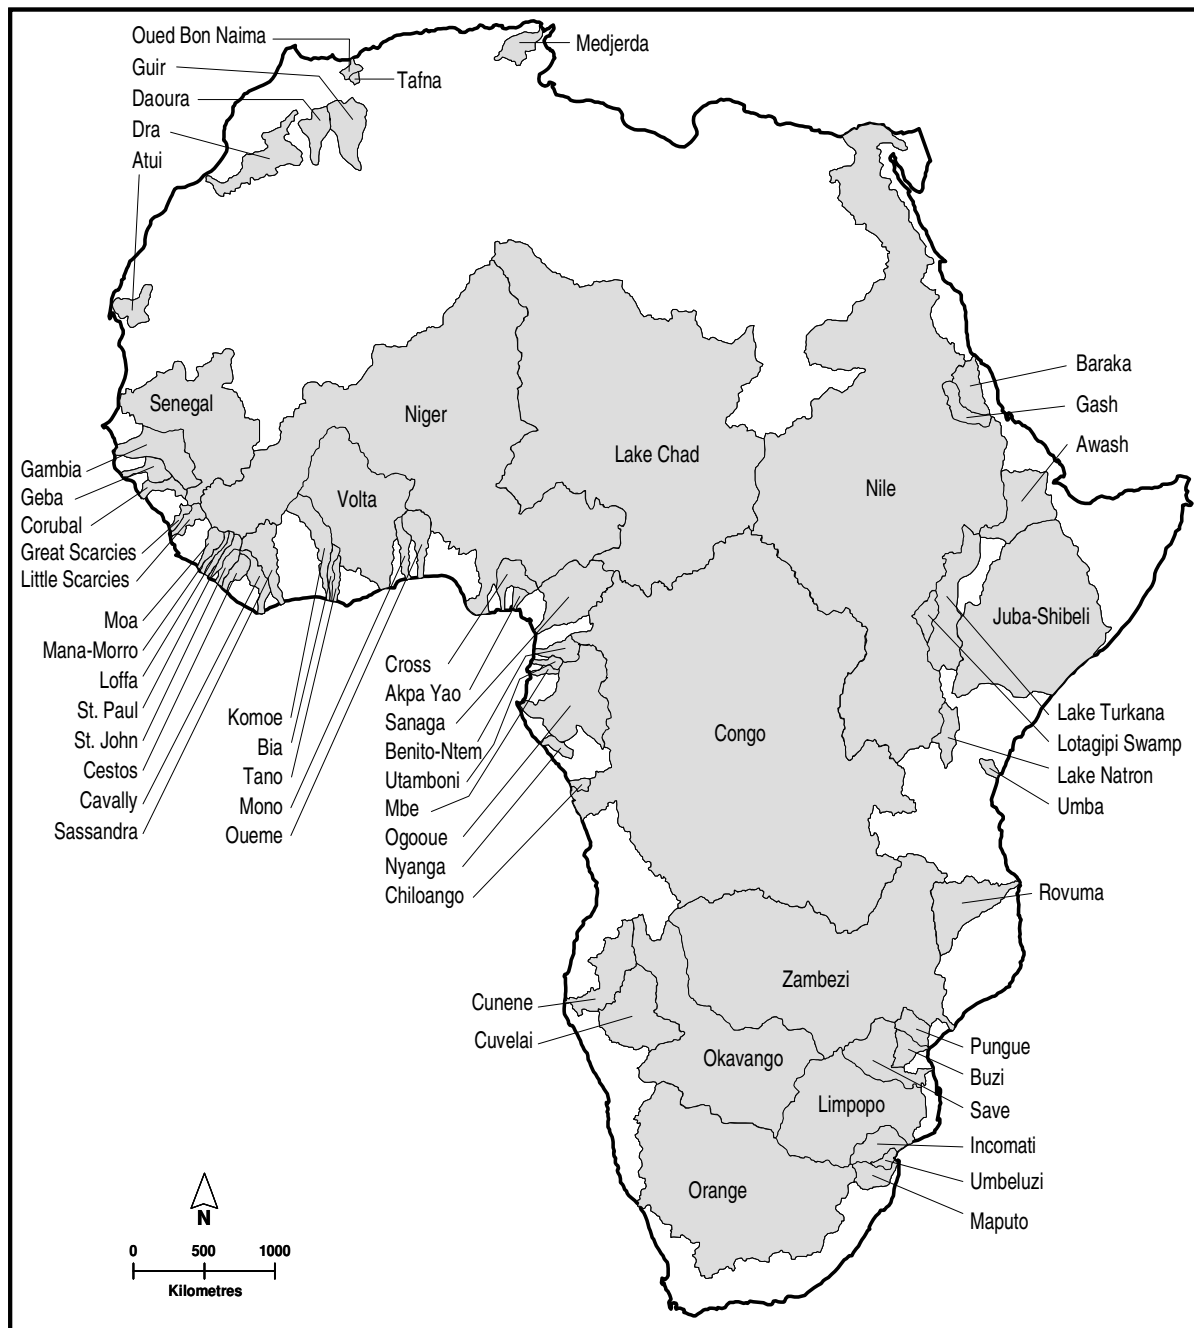 Oued Bon Naima
Guir
Daoura
Dra
Atui
Tafna
Medjerda
Senegal
Niger
Lake Chad
Nile
Volta
Baraka
Gash
Awash
Gambia
Geba
Corubal
Great Scarcies
Little Scarcies
Moa
Mana-Morro
Loffa
St. Paul
St. John
Cestos
Cavally
Sassandra
Komoe
Bia
Tano
Mono
Oueme
Cross
Akpa Yao
Sanaga
Benito-Ntem
Utamboni
Mbe
Ogooue
Nyanga
Chiloango
Congo
Juba-Shibeli
Lake Turkana
Lotagipi Swamp
Lake Natron
Umba
Rovuma
Zambezi
Cunene
Cuvelai
Okavango
Limpopo
Orange
Pungue
Buzi
Save
Incomati
Umbeluzi
Maputo
N
0 500 1000
Kilometres